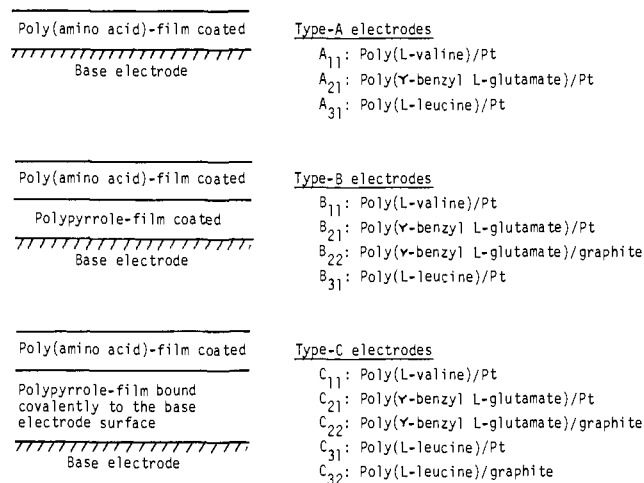 Poly(amino acid)-film coated
Base electrode
Type-A electrodes
A11: Poly(L-valine)/Pt
A21: Poly(γ-benzyl L-glutamate)/Pt
A31: Poly(L-leucine)/Pt
Poly(amino acid)-film coated
Polypyrrole-film coated
Base electrode
Type-B electrodes
B11: Poly(L-valine)/Pt
B21: Poly(γ-benzyl L-glutamate)/Pt
B22: Poly(γ-benzyl L-glutamate)/graphite
B31: Poly(L-leucine)/Pt
Poly(amino acid)-film coated
Polypyrrole-film bound
covalently to the base
electrode surface
Base electrode
Type-C electrodes
C11: Poly(L-valine)/Pt
C21: Poly(γ-benzyl L-glutamate)/Pt
C22: Poly(γ-benzyl L-glutamate)/graphite
C31: Poly(L-leucine)/Pt
C32: Poly(L-leucine)/graphite